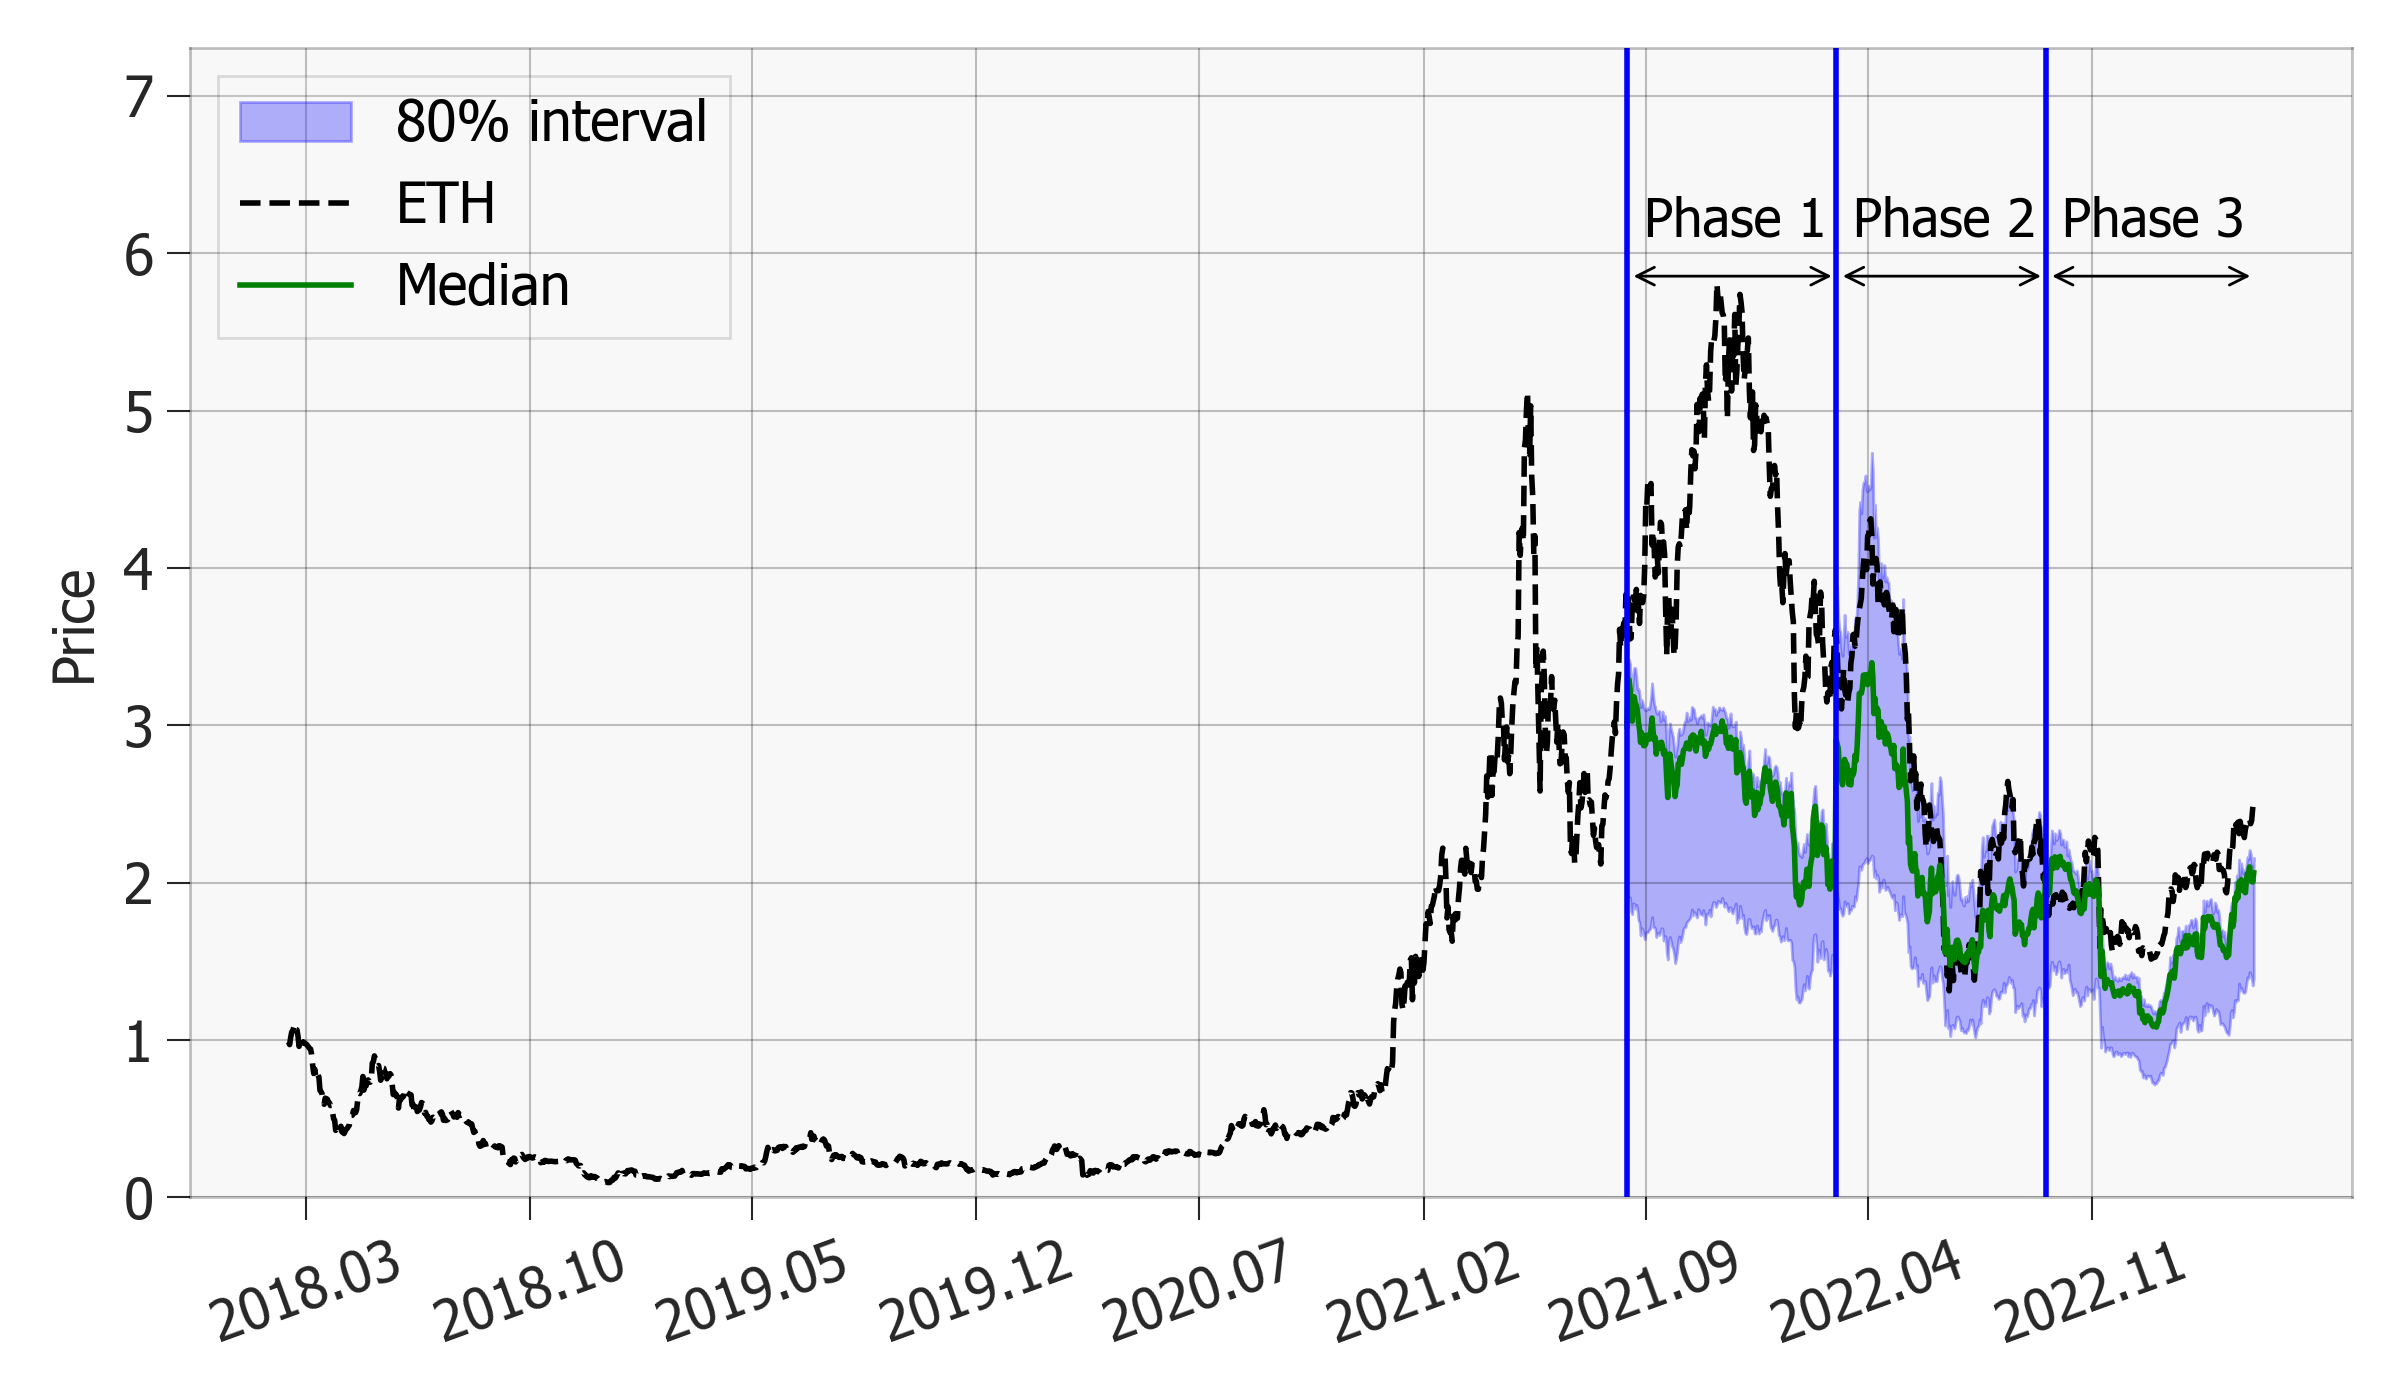 80% interval
ETH
Median
Phase 1
Phase 2
Phase 3
Price
7
6
5
4
3
2
1
0
2018.03
2018.10
2019.05
2019.12
2020.07
2021.02
2021.09
2022.04
2022.11